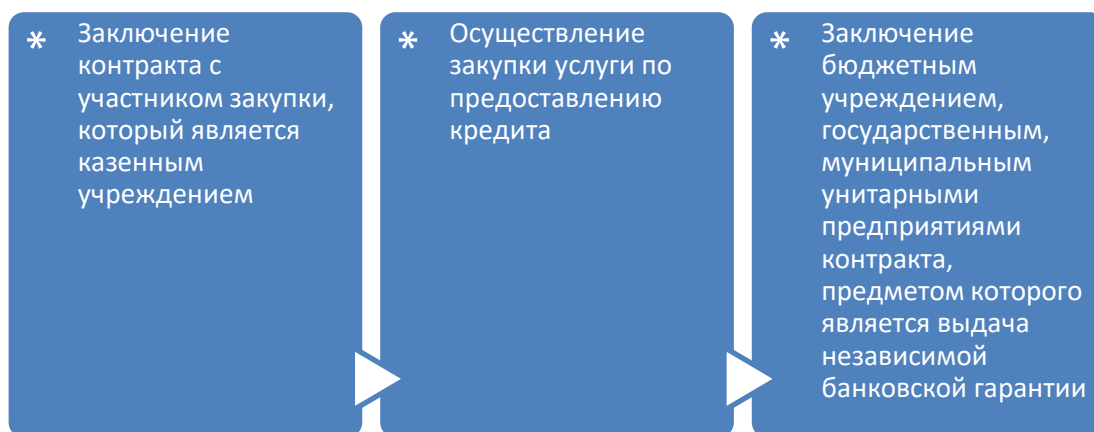 * Заключение
контракта с
участником закупки,
который является
казенным
учреждением
* Осуществление
закупки услуги по
предоставлению
кредита
* Заключение
бюджетным
учреждением,
государственным,
муниципальным
унитарными
предприятиями
контракта,
предметом которого
является выдача
независимой
банковской гарантии